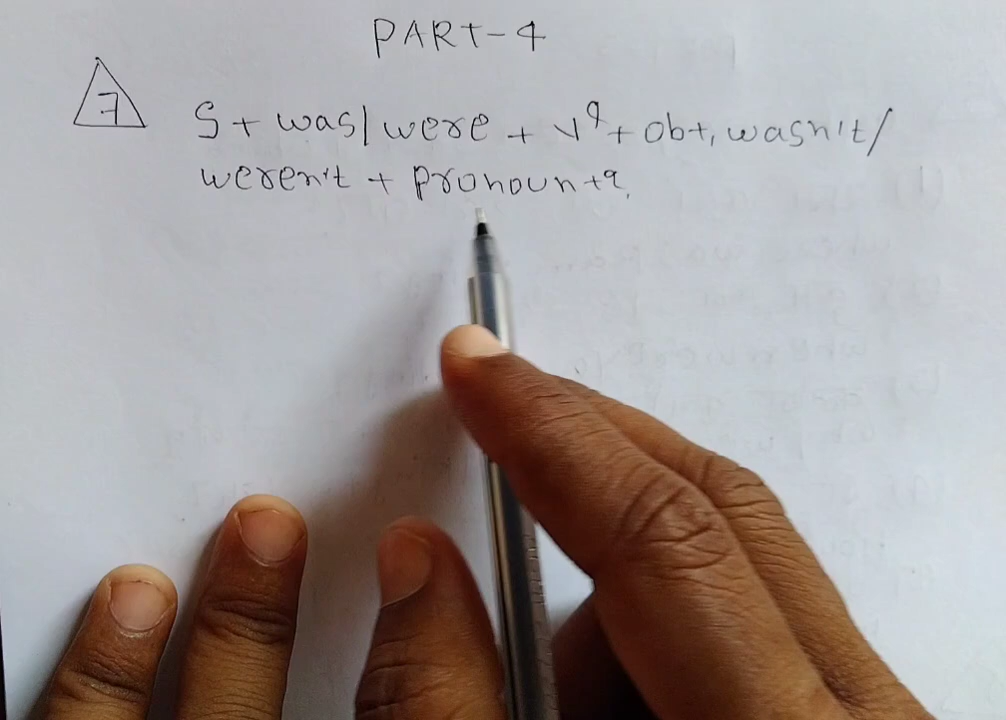 PART-4
7 S + was/were + V⁴ + obt, wasn't/
weren't + pronoun + ?